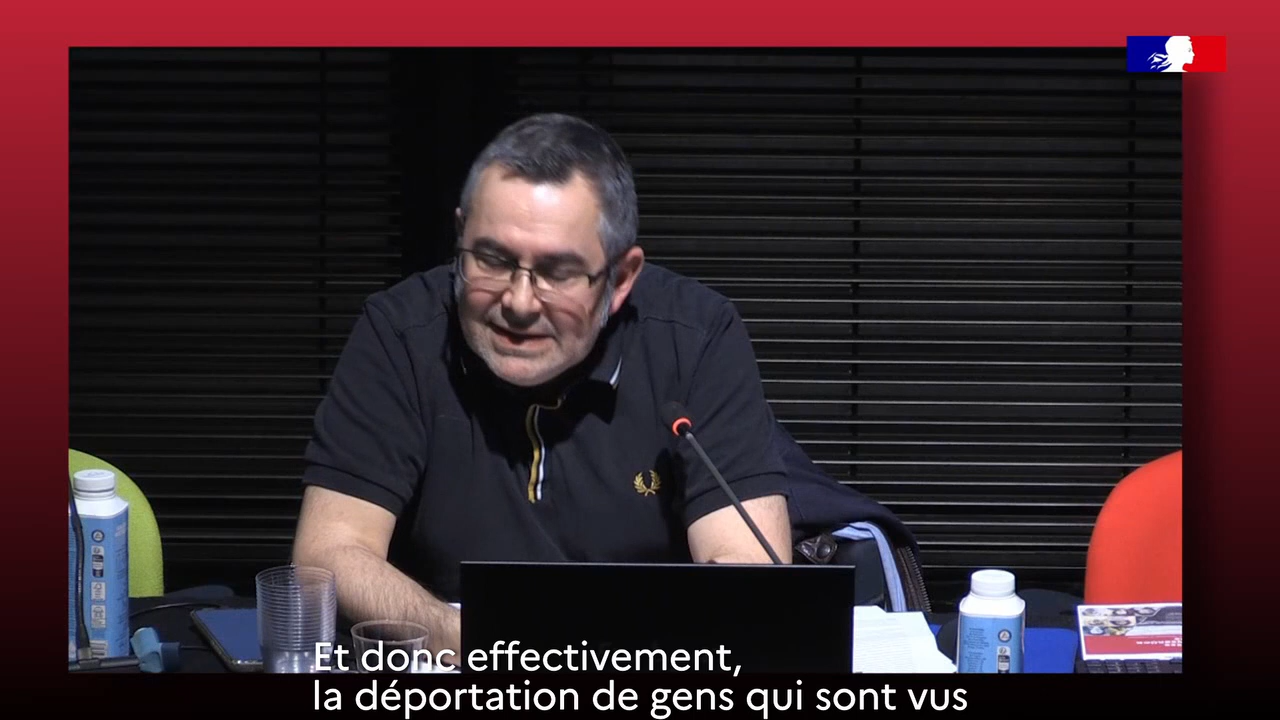 Et donc effectivement,
la déportation de gens qui sont vus